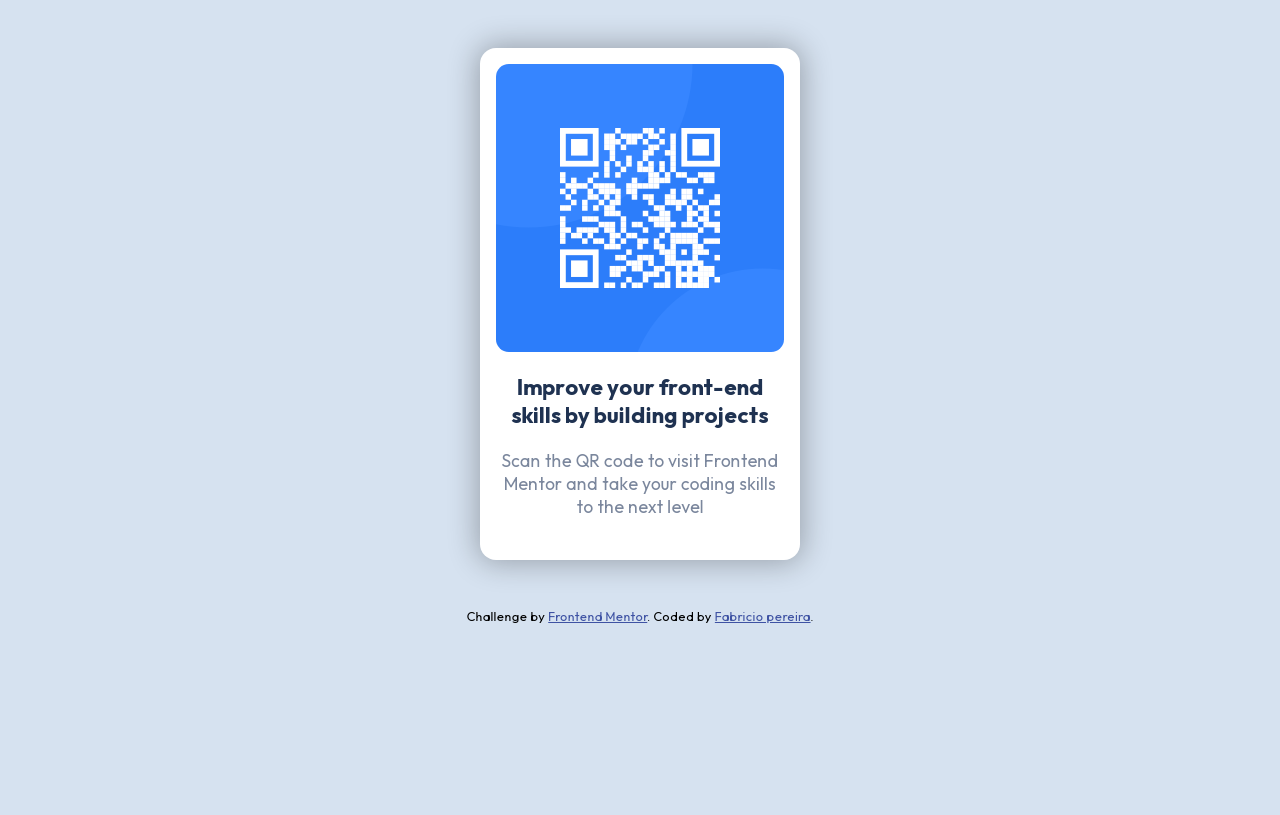 Improve your front-end
skills by building projects
Scan the QR code to visit Frontend
Mentor and take your coding skills
to the next level
Challenge by Frontend Mentor. Coded by Fabricio pereira.